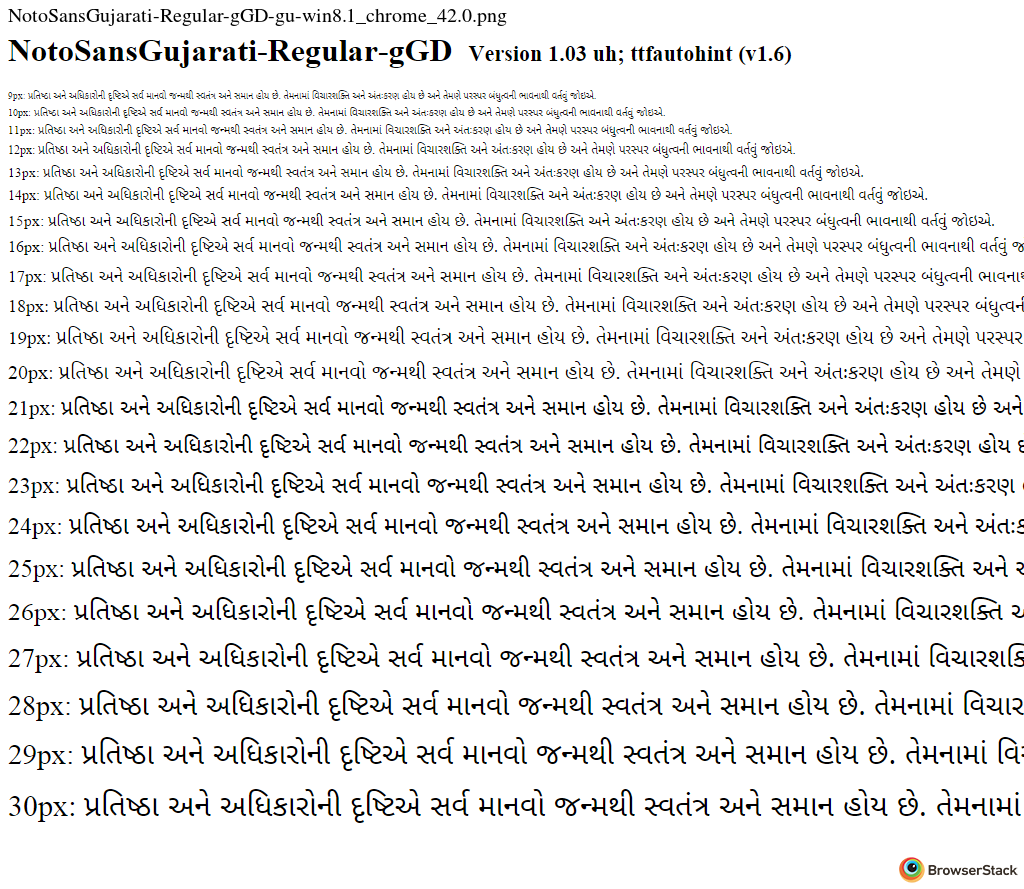 NotoSansGujarati-Regular-gGD-gu-win8.1_chrome_42.0.png
NotoSansGujarati-Regular-gGD Version 1.03 uh; ttfautohint (v1.6)
9px: પ્રતિષ્ઠા અને અધિકારોની દૃષ્ટિએ સર્વ માનવો જન્મથી સ્વતંત્ર અને સમાન હોય છે. તેમનામાં વિચારશક્તિ અને અંતઃકરણ હોય છે અને તેમણે પરસ્પર બંધુત્વની ભાવનાથી વર્તવું જોઇએ.
10px: પ્રતિષ્ઠા અને અધિકારોની દૃષ્ટિએ સર્વ માનવો જન્મથી સ્વતંત્ર અને સમાન હોય છે. તેમનામાં વિચારશક્તિ અને અંતઃકરણ હોય છે અને તેમણે પરસ્પર બંધુત્વની ભાવનાથી વર્તવું જોઇએ.
11px: પ્રતિષ્ઠા અને અધિકારોની દૃષ્ટિએ સર્વ માનવો જન્મથી સ્વતંત્ર અને સમાન હોય છે. તેમનામાં વિચારશક્તિ અને અંતઃકરણ હોય છે અને તેમણે પરસ્પર બંધુત્વની ભાવનાથી વર્તવું જોઇએ.
12px: પ્રતિષ્ઠા અને અધિકારોની દૃષ્ટિએ સર્વ માનવો જન્મથી સ્વતંત્ર અને સમાન હોય છે. તેમનામાં વિચારશક્તિ અને અંતઃકરણ હોય છે અને તેમણે પરસ્પર બંધુત્વની ભાવનાથી વર્તવું જોઇએ.
13px: પ્રતિષ્ઠા અને અધિકારોની દૃષ્ટિએ સર્વ માનવો જન્મથી સ્વતંત્ર અને સમાન હોય છે. તેમનામાં વિચારશક્તિ અને અંતઃકરણ હોય છે અને તેમણે પરસ્પર બંધુત્વની ભાવનાથી વર્તવું જોઇએ.
14px: પ્રતિષ્ઠા અને અધિકારોની દૃષ્ટિએ સર્વ માનવો જન્મથી સ્વતંત્ર અને સમાન હોય છે. તેમનામાં વિચારશક્તિ અને અંતઃકરણ હોય છે અને તેમણે પરસ્પર બંધુત્વની ભાવનાથી વર્તવું જોઇએ.
15px: પ્રતિષ્ઠા અને અધિકારોની દૃષ્ટિએ સર્વ માનવો જન્મથી સ્વતંત્ર અને સમાન હોય છે. તેમનામાં વિચારશક્તિ અને અંતઃકરણ હોય છે અને તેમણે પરસ્પર બંધુત્વની ભાવનાથી વર્તવું જોઇએ.
16px: પ્રતિષ્ઠા અને અધિકારોની દૃષ્ટિએ સર્વ માનવો જન્મથી સ્વતંત્ર અને સમાન હોય છે. તેમનામાં વિચારશક્તિ અને અંતઃકરણ હોય છે અને તેમણે પરસ્પર બંધુત્વની ભાવનાથી વર્તવું
17px: પ્રતિષ્ઠા અને અધિકારોની દૃષ્ટિએ સર્વ માનવો જન્મથી સ્વતંત્ર અને સમાન હોય છે. તેમનામાં વિચારશક્તિ અને અંતઃકરણ હોય છે અને તેમણે પરસ્પર બંધુત્વની
18px: પ્રતિષ્ઠા અને અધિકારોની દૃષ્ટિએ સર્વ માનવો જન્મથી સ્વતંત્ર અને સમાન હોય છે. તેમનામાં વિચારશક્તિ અને અંતઃકરણ હોય છે અને તેમણે પરસ્પર
19px: પ્રતિષ્ઠા અને અધિકારોની દૃષ્ટિએ સર્વ માનવો જન્મથી સ્વતંત્ર અને સમાન હોય છે. તેમનામાં વિચારશક્તિ અને અંતઃકરણ હોય છે અને તેમણે પરસ્પર
20px: પ્રતિષ્ઠા અને અધિકારોની દૃષ્ટિએ સર્વ માનવો જન્મથી સ્વતંત્ર અને સમાન હોય છે. તેમનામાં વિચારશક્તિ અને અંતઃકરણ હોય છે અને તેમણે
21px: પ્રતિષ્ઠા અને અધિકારોની દૃષ્ટિએ સર્વ માનવો જન્મથી સ્વતંત્ર અને સમાન હોય છે. તેમનામાં વિચારશક્તિ અને અંતઃકરણ હોય છે અને
22px: પ્રતિષ્ઠા અને અધિકારોની દૃષ્ટિએ સર્વ માનવો જન્મથી સ્વતંત્ર અને સમાન હોય છે. તેમનામાં વિચારશક્તિ અને અંતઃકરણ હોય
23px: પ્રતિષ્ઠા અને અધિકારોની દૃષ્ટિએ સર્વ માનવો જન્મથી સ્વતંત્ર અને સમાન હોય છે. તેમનામાં વિચારશક્તિ અને અંતઃકરણ
24px: પ્રતિષ્ઠા અને અધિકારોની દૃષ્ટિએ સર્વ માનવો જન્મથી સ્વતંત્ર અને સમાન હોય છે. તેમનામાં વિચારશક્તિ અને
25px: પ્રતિષ્ઠા અને અધિકારોની દૃષ્ટિએ સર્વ માનવો જન્મથી સ્વતંત્ર અને સમાન હોય છે. તેમનામાં વિચારશક્તિ અને
26px: પ્રતિષ્ઠા અને અધિકારોની દૃષ્ટિએ સર્વ માનવો જન્મથી સ્વતંત્ર અને સમાન હોય છે. તેમનામાં વિચારશક્તિ
27px: પ્રતિષ્ઠા અને અધિકારોની દૃષ્ટિએ સર્વ માનવો જન્મથી સ્વતંત્ર અને સમાન હોય છે. તેમનામાં
28px: પ્રતિષ્ઠા અને અધિકારોની દૃષ્ટિએ સર્વ માનવો જન્મથી સ્વતંત્ર અને સમાન હોય છે. તેમનામાં વિચાર
29px: પ્રતિષ્ઠા અને અધિકારોની દૃષ્ટિએ સર્વ માનવો જન્મથી સ્વતંત્ર અને સમાન હોય છે. તેમનામાં
30px: પ્રતિષ્ઠા અને અધિકારોની દૃષ્ટિએ સર્વ માનવો જન્મથી સ્વતંત્ર અને સમાન હોય છે. તેમનામાં
BrowserStack